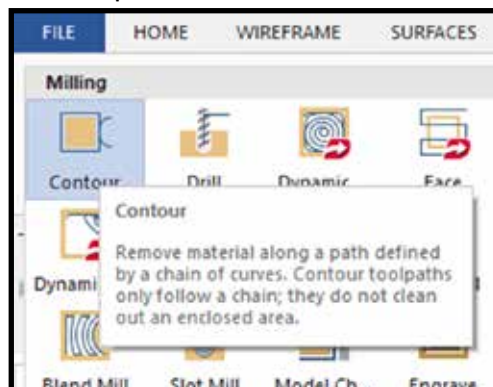 FILE HOME WIREFRAME SURFACES
Milling
Contour Drill Dynamic Face
Contour
Remove material along a path defined
by a chain of curves. Contour toolpaths
only follow a chain; they do not clean
out an enclosed area.
Dynami
Blend Mill Slot Mill Model Ch Engrave